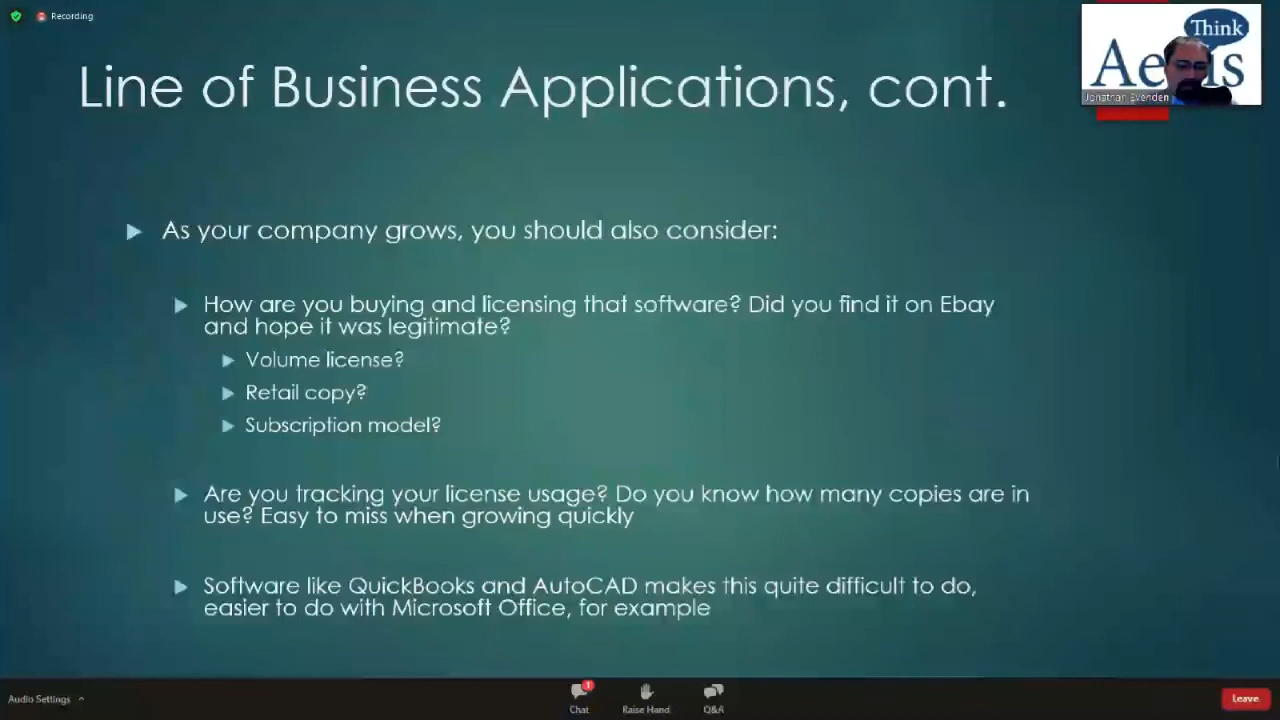 Recording
Think
Jonathan Evenden
Line of Business Applications, cont.
As your company grows, you should also consider:
How are you buying and licensing that software? Did you find it on Ebay
and hope it was legitimate?
Volume license?
Retail copy?
Subscription model?
Are you tracking your license usage? Do you know how many copies are in
use? Easy to miss when growing quickly
Software like QuickBooks and AutoCAD makes this quite difficult to do,
easier to do with Microsoft Office, for example
Audio Settings
1
Chat
Raise Hand
Q&A
Leave